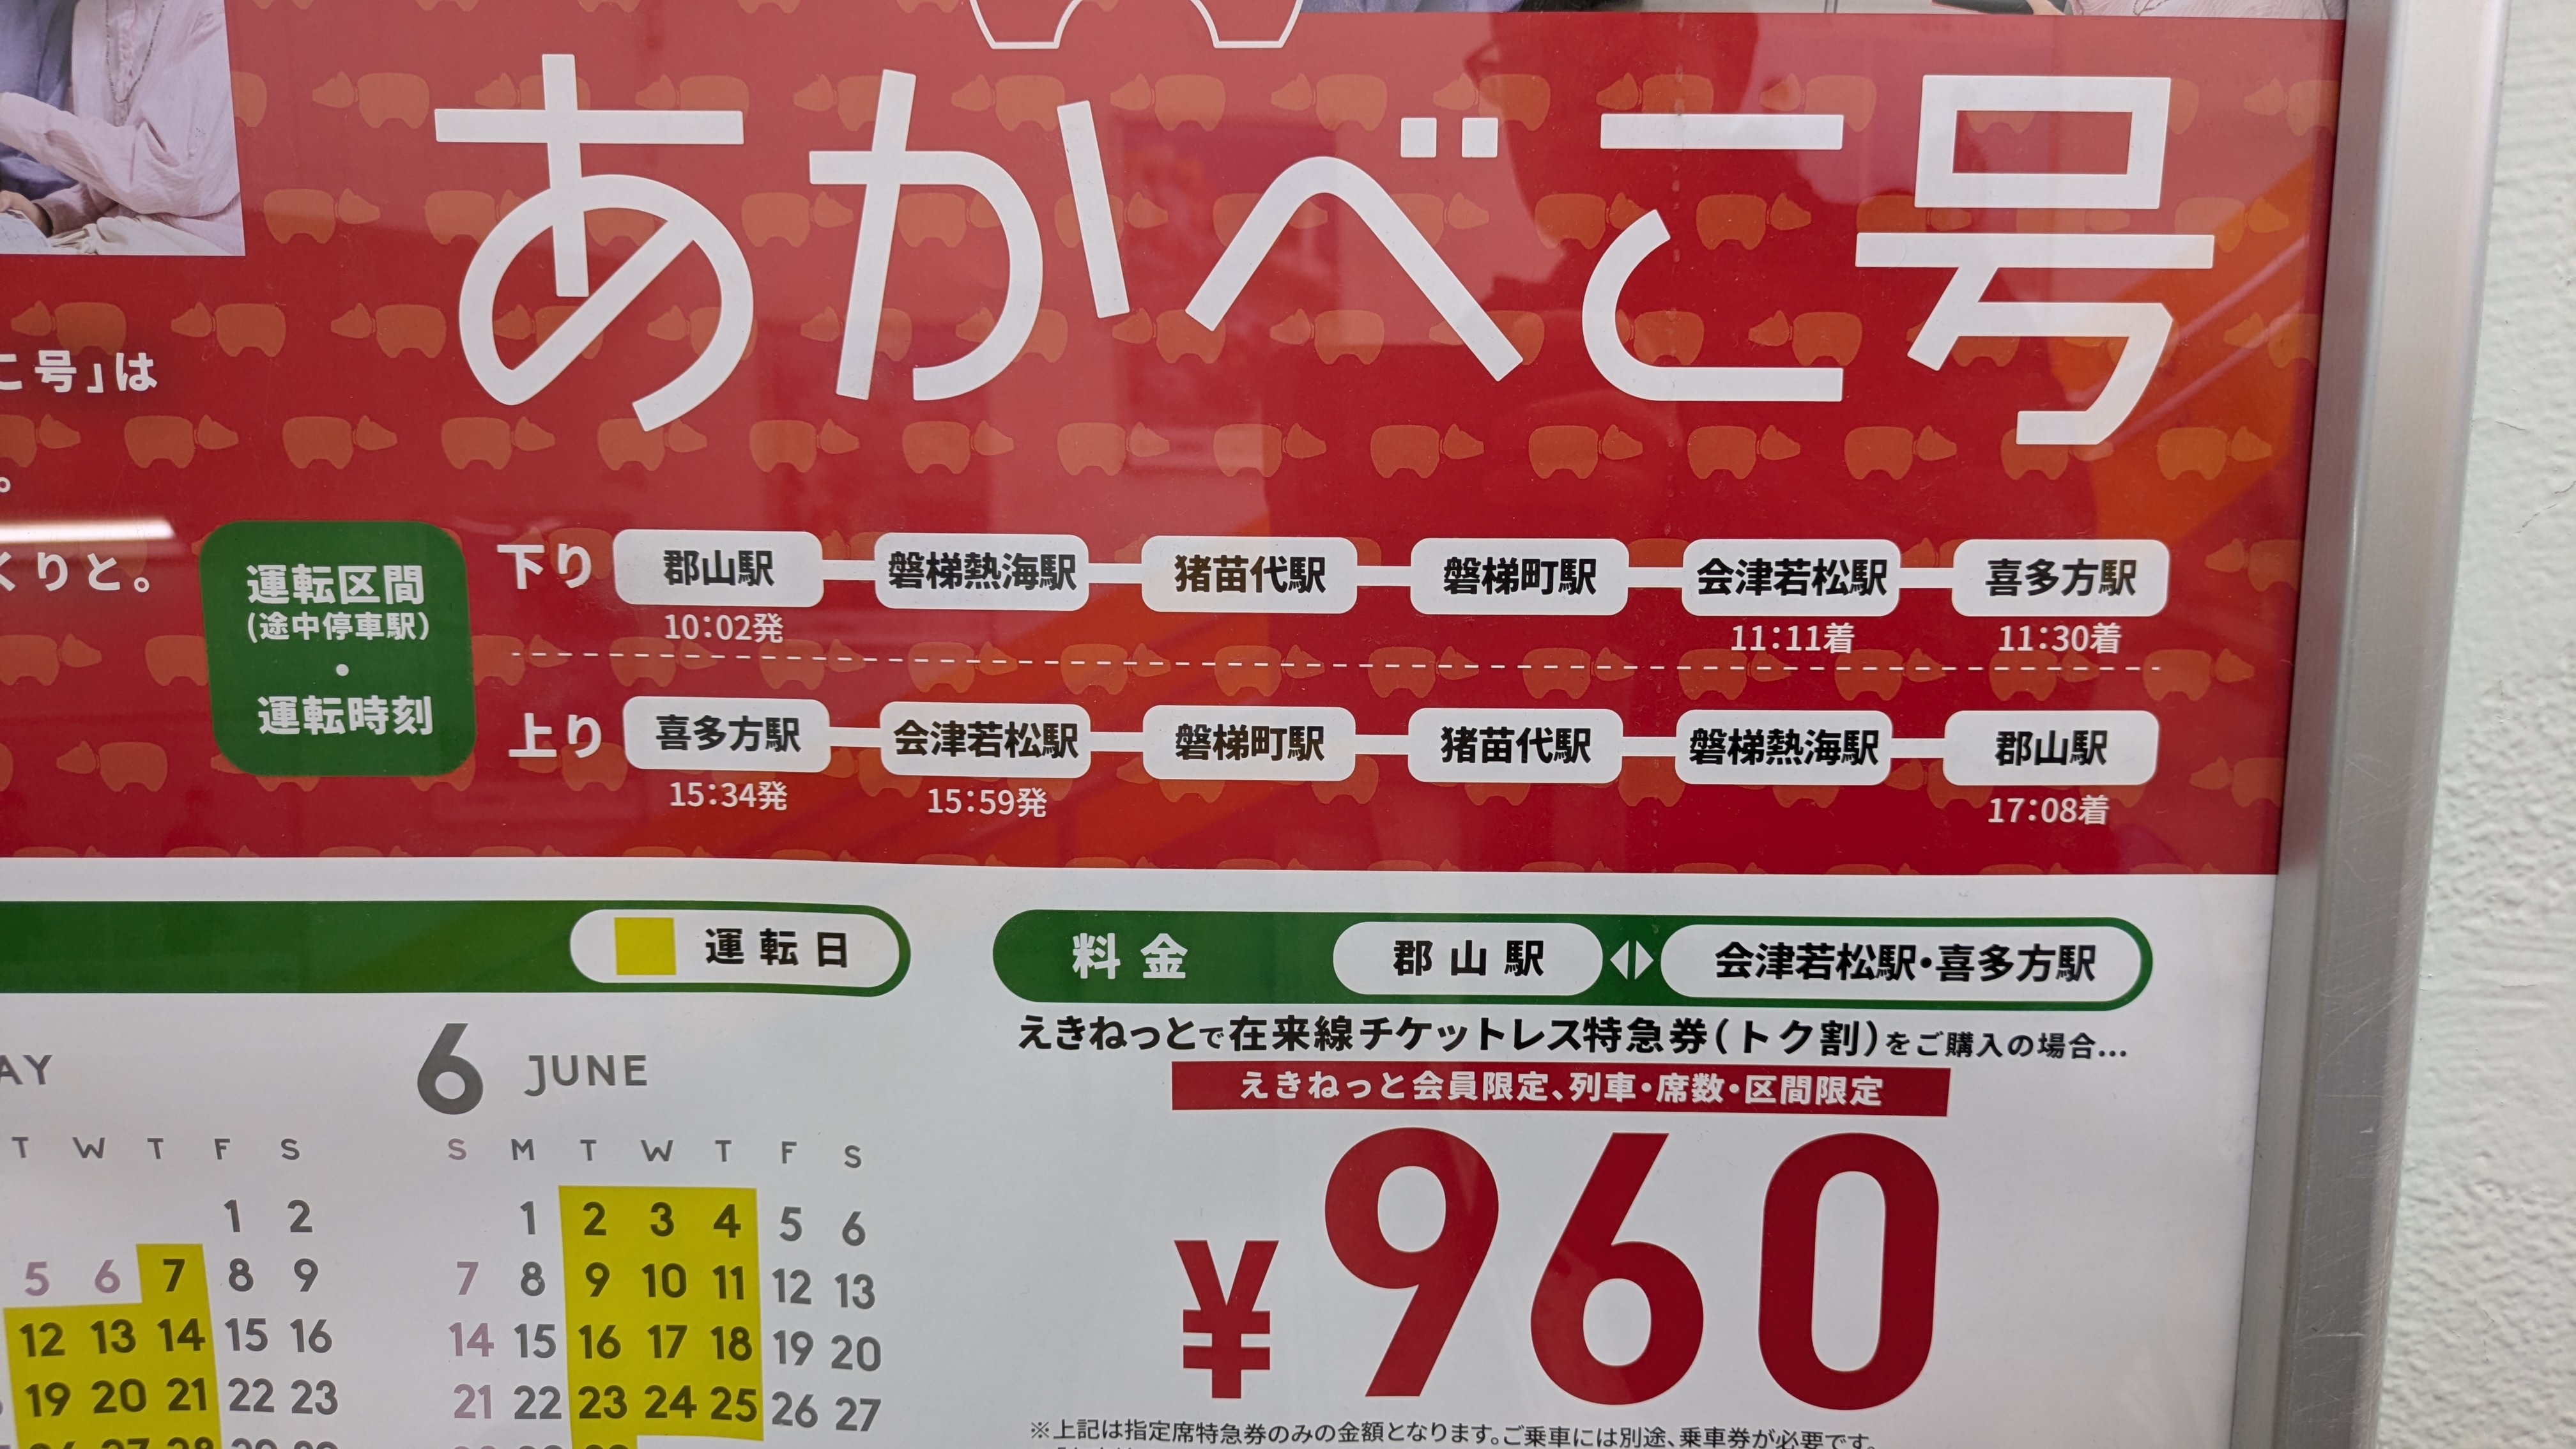 あかべこ号
こ号」は
。
くりと。
運転区間
(途中停車駅)
・
運転時刻
下り 郡山駅 磐梯熱海駅 猪苗代駅 磐梯町駅 会津若松駅 喜多方駅
10:02発 11:11着 11:30着
上り 喜多方駅 会津若松駅 磐梯町駅 猪苗代駅 磐梯熱海駅 郡山駅
15:34発 15:59発 17:08着
運転日
AY
T W T F S
1 2
5 6 7 8 9
12 13 14 15 16
19 20 21 22 23
6 JUNE
S M T W T F S
1 2 3 4 5 6
7 8 9 10 11 12 13
14 15 16 17 18 19 20
21 22 23 24 25 26 27
料金 郡山駅 会津若松駅・喜多方駅
えきねっとで在来線チケットレス特急券(トク割)をご購入の場合…
えきねっと会員限定、列車・席数・区間限定
¥960
※上記は指定席特急券のみの金額となります。ご乗車には別途、乗車券が必要です。